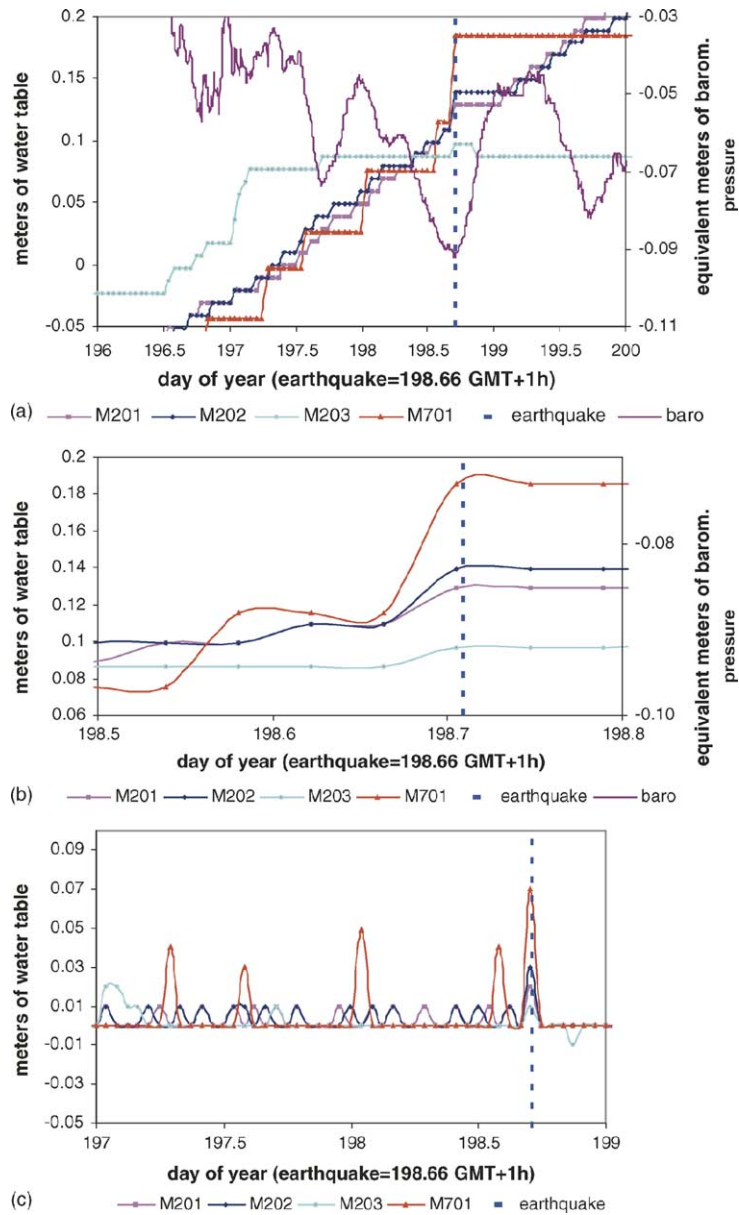 0.2
0.15
0.1
0.05
0
-0.05
meters of water table
-0.03
-0.05
-0.07
-0.09
-0.11
equivalent meters of barom.
pressure
196 196.5 197 197.5 198 198.5 199 199.5 200
day of year (earthquake=198.66 GMT+1h)
(a) M201 M202 M203 M701 earthquake baro
0.2
0.18
0.16
0.14
0.12
0.1
0.08
0.06
meters of water table
-0.08
-0.10
equivalent meters of barom.
pressure
198.5 198.6 198.7 198.8
day of year (earthquake=198.66 GMT+1h)
(b) M201 M202 M203 M701 earthquake baro
0.09
0.07
0.05
0.03
0.01
-0.01
-0.03
-0.05
meters of water table
197 197.5 198 198.5 199
day of year (earthquake=198.66 GMT+1h)
(c) M201 M202 M203 M701 earthquake